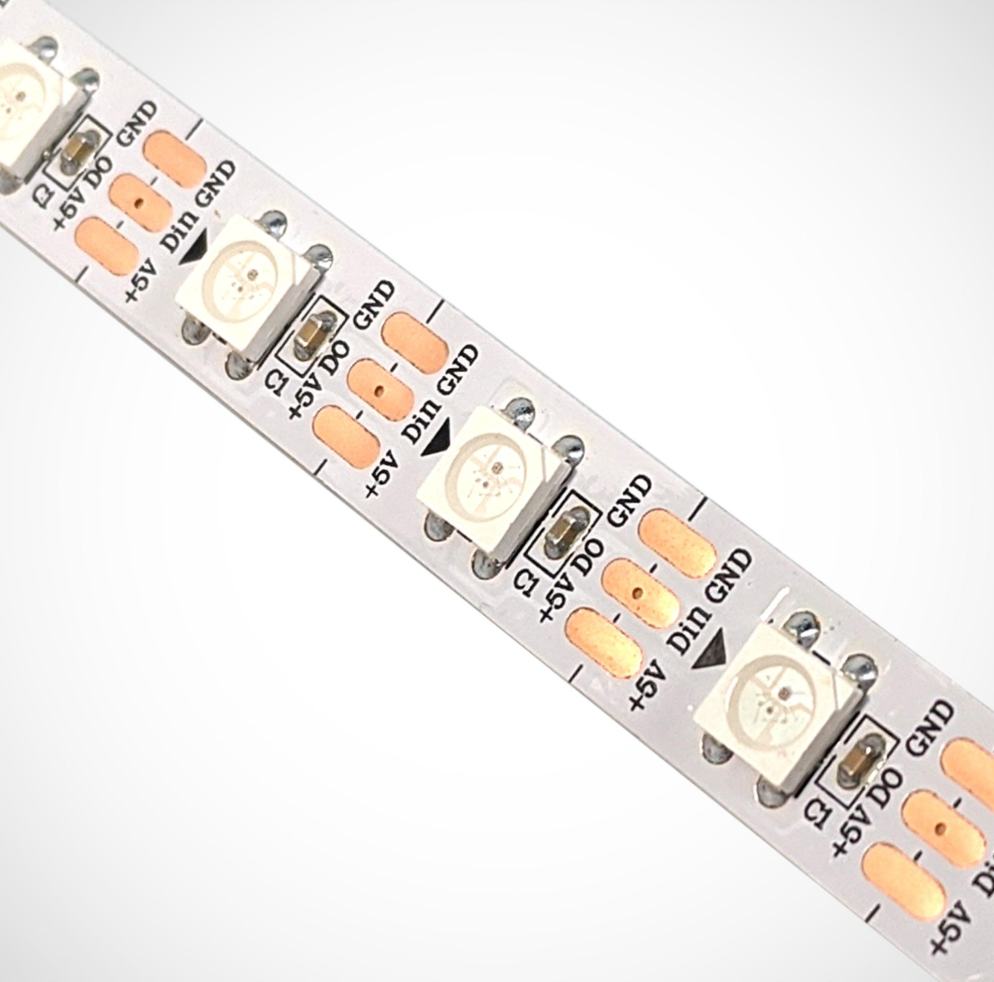 GND
DO
+5V
Ω
GND
Din
+5V
GND
DO
+5V
Ω
GND
Din
+5V
GND
DO
+5V
Ω
GND
Din
+5V
GND
DO
+5V
Ω
+5V